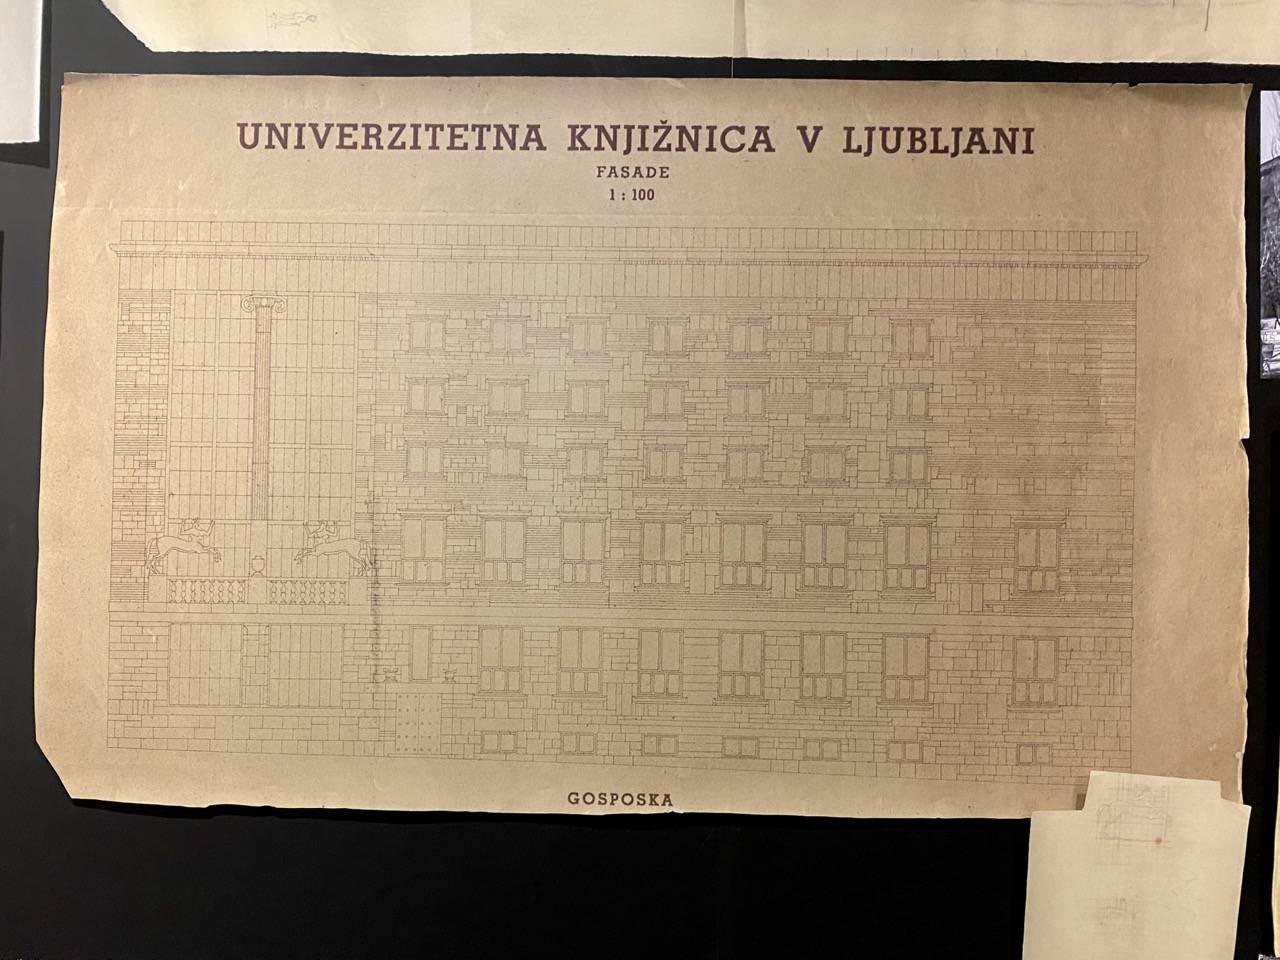 UNIVERZITETNA KNJIŽNICA V LJUBLJANI
FASADE
1 : 100
GOSPOSKA